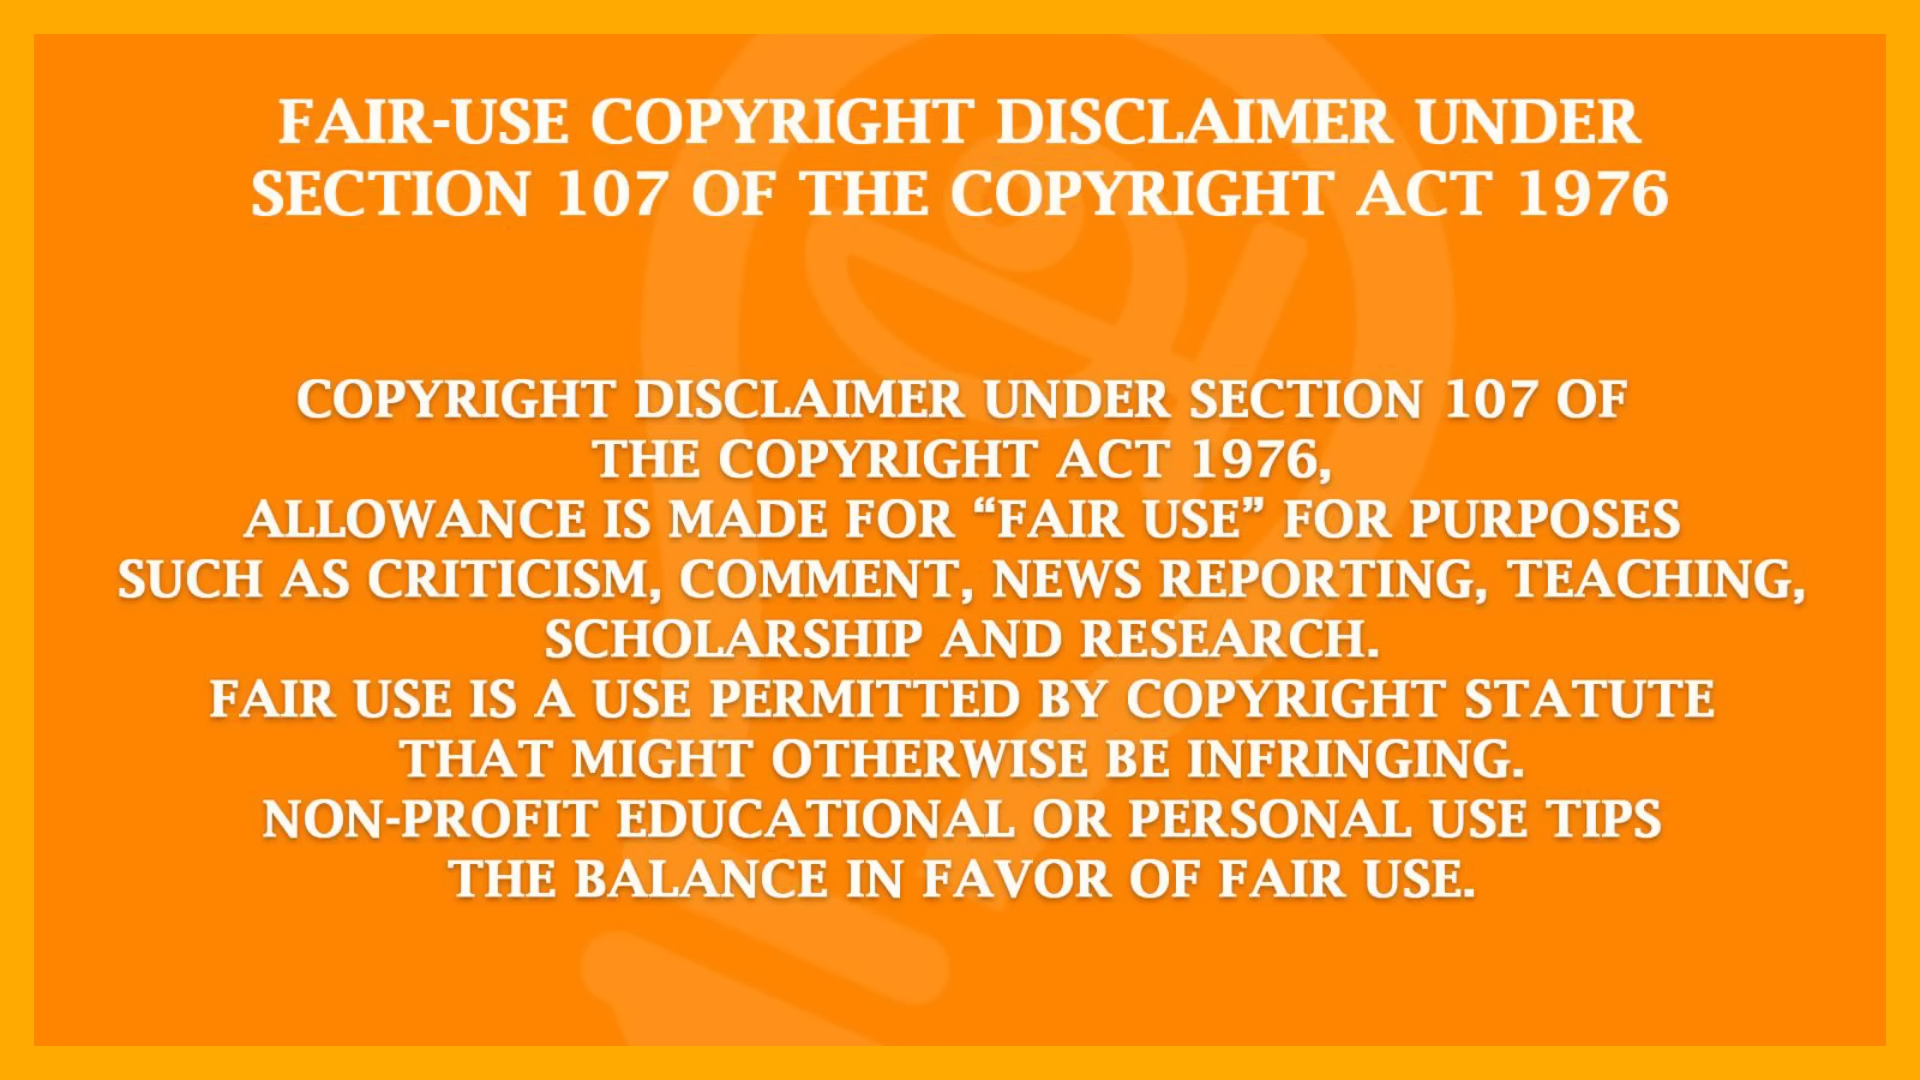 FAIR-USE COPYRIGHT DISCLAIMER UNDER
SECTION 107 OF THE COPYRIGHT ACT 1976
COPYRIGHT DISCLAIMER UNDER SECTION 107 OF
THE COPYRIGHT ACT 1976,
ALLOWANCE IS MADE FOR “FAIR USE” FOR PURPOSES
SUCH AS CRITICISM, COMMENT, NEWS REPORTING, TEACHING,
SCHOLARSHIP AND RESEARCH.
FAIR USE IS A USE PERMITTED BY COPYRIGHT STATUTE
THAT MIGHT OTHERWISE BE INFRINGING.
NON-PROFIT EDUCATIONAL OR PERSONAL USE TIPS
THE BALANCE IN FAVOR OF FAIR USE.